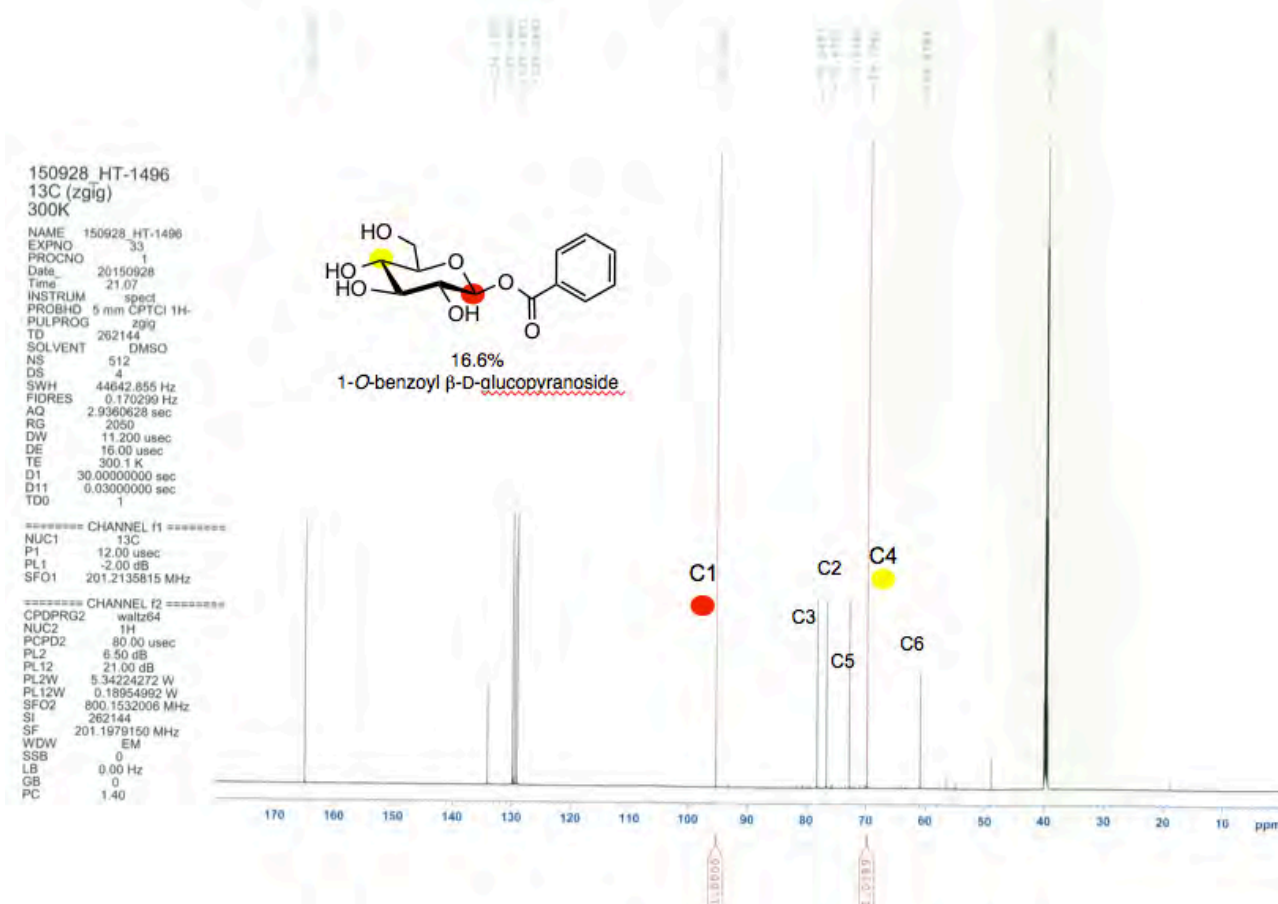 150928_HT-1496
13C (zgig)
300K
NAME 150928_HT-1496
EXPNO 33
PROCNO 1
Date_ 20150928
Time 21.07
INSTRUM spect
PROBHD 5 mm CPTCI 1H-
PULPROG zgig
TD 262144
SOLVENT DMSO
NS 512
DS 4
SWH 44642.855 Hz
FIDRES 0.170299 Hz
AQ 2.9360628 sec
RG 2050
DW 11.200 usec
DE 16.00 usec
TE 300.1 K
D1 30.00000000 sec
D11 0.03000000 sec
TD0 1
======== CHANNEL f1 ========
NUC1 13C
P1 12.00 usec
PL1 -2.00 dB
SFO1 201.2135815 MHz
======== CHANNEL f2 ========
CPDPRG2 waltz64
NUC2 1H
PCPD2 80.00 usec
PL2 6.50 dB
PL12 21.00 dB
PL2W 5.34224272 W
PL12W 0.18954992 W
SFO2 800.1532006 MHz
SI 262144
SF 201.1979150 MHz
WDW EM
SSB 0
LB 0.00 Hz
GB 0
PC 1.40
HO
HO
HO
O
OH
O
O
16.6%
1-O-benzoyl β-D-glucopyranoside
C1
C3
C2
C5
C4
C6
170 160 150 140 130 120 110 100 90 80 70 60 50 40 30 20 10 ppm
1.0000